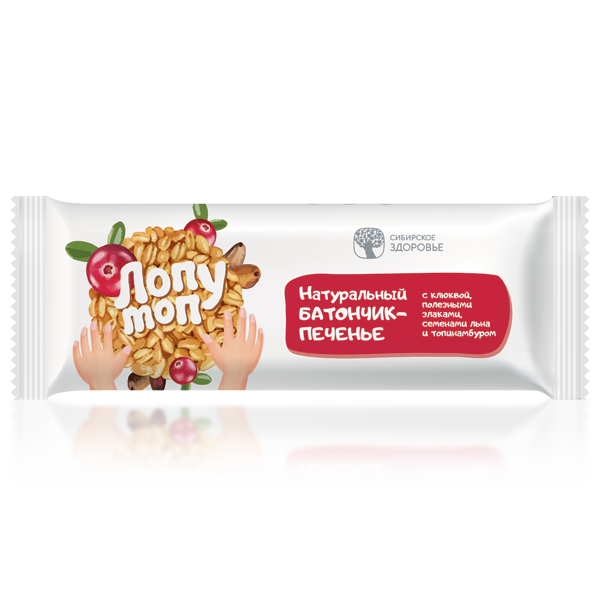 Лопу
топ
СИБИРСКОЕ
ЗДОРОВЬЕ
Натуральный
БАТОНЧИК-
ПЕЧЕНЬЕ
с клюквой,
полезными
злаками,
семенами льна
и топинамбуром